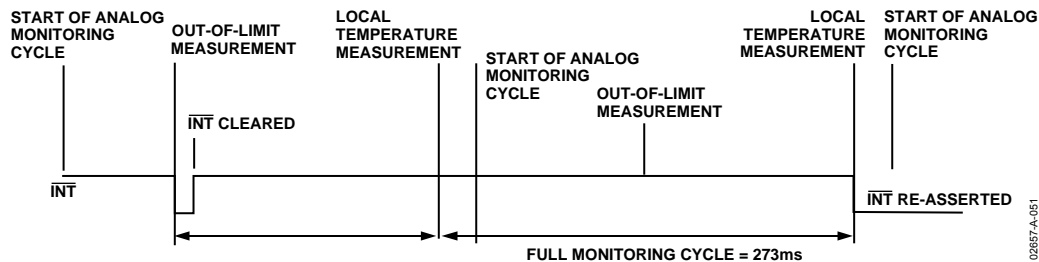 START OF ANALOG
MONITORING
CYCLE
OUT-OF-LIMIT
MEASUREMENT
LOCAL
TEMPERATURE
MEASUREMENT
START OF ANALOG
MONITORING
CYCLE
OUT-OF-LIMIT
MEASUREMENT
LOCAL
TEMPERATURE
MEASUREMENT
START OF ANALOG
MONITORING
CYCLE
INT CLEARED
INT
INT RE-ASSERTED
FULL MONITORING CYCLE = 273ms
02657-A-051